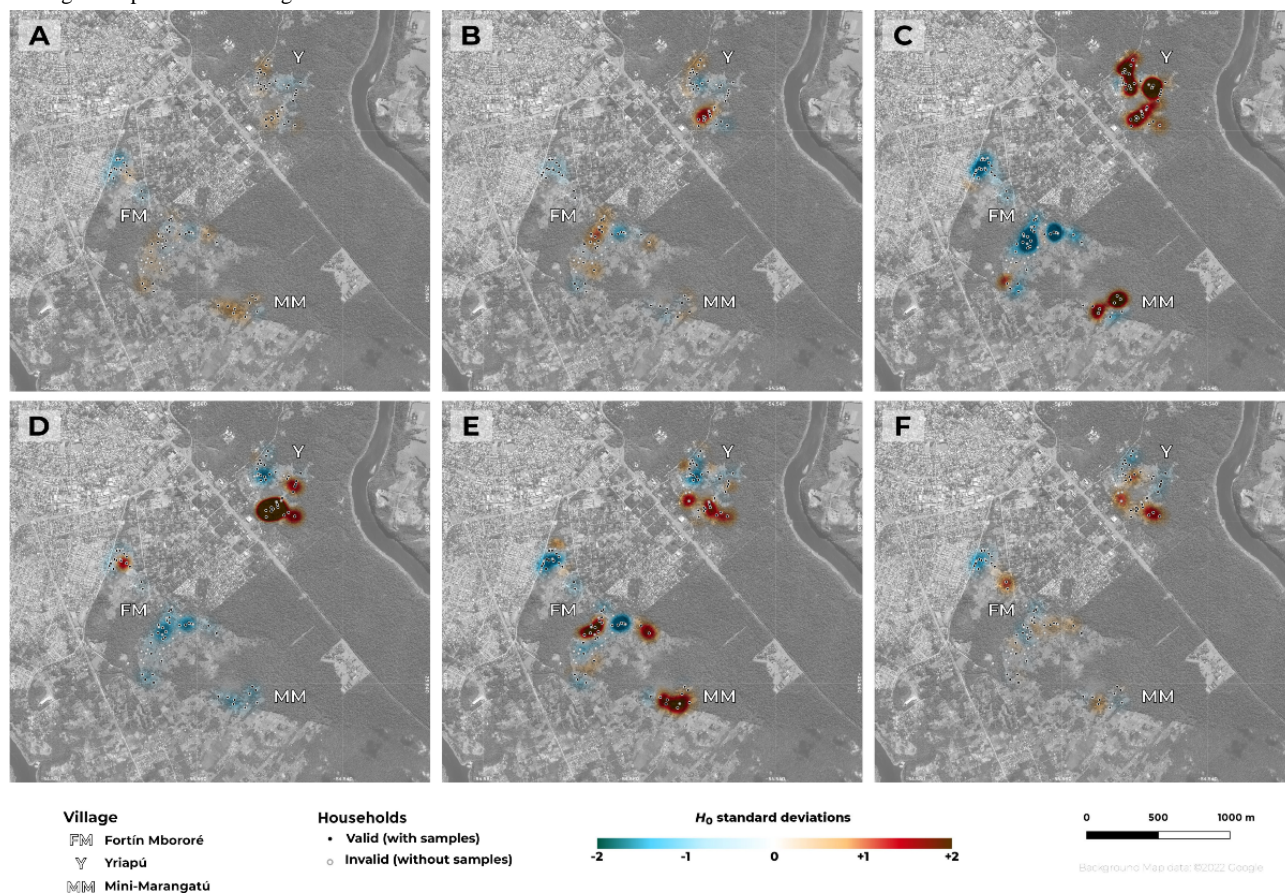 A
Y
FM
MM
B
Y
FM
MM
C
Y
FM
MM
D
Y
FM
MM
E
Y
FM
MM
F
Y
FM
MM
Village
FM Fortín Mbororé
Y Yriapú
MM Mini-Marangatú
Households
Valid (with samples)
Invalid (without samples)
H₀ standard deviations
-2 -1 0 +1 +2
0 500 1000 m
Background Map data: ©2022 Google